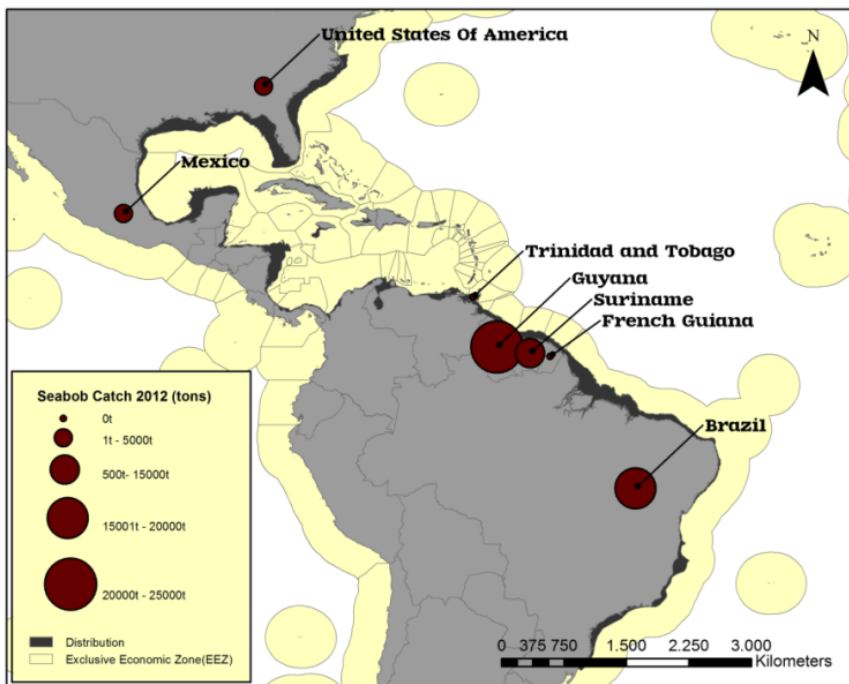 United States Of America
N
Mexico
Trinidad and Tobago
Guyana
Suriname
French Guiana
Brazil
Seabob Catch 2012 (tons)
0t
1t - 5000t
500t- 15000t
15001t - 20000t
20000t - 25000t
Distribution
Exclusive Economic Zone(EEZ)
0 375 750 1.500 2.250 3.000
Kilometers